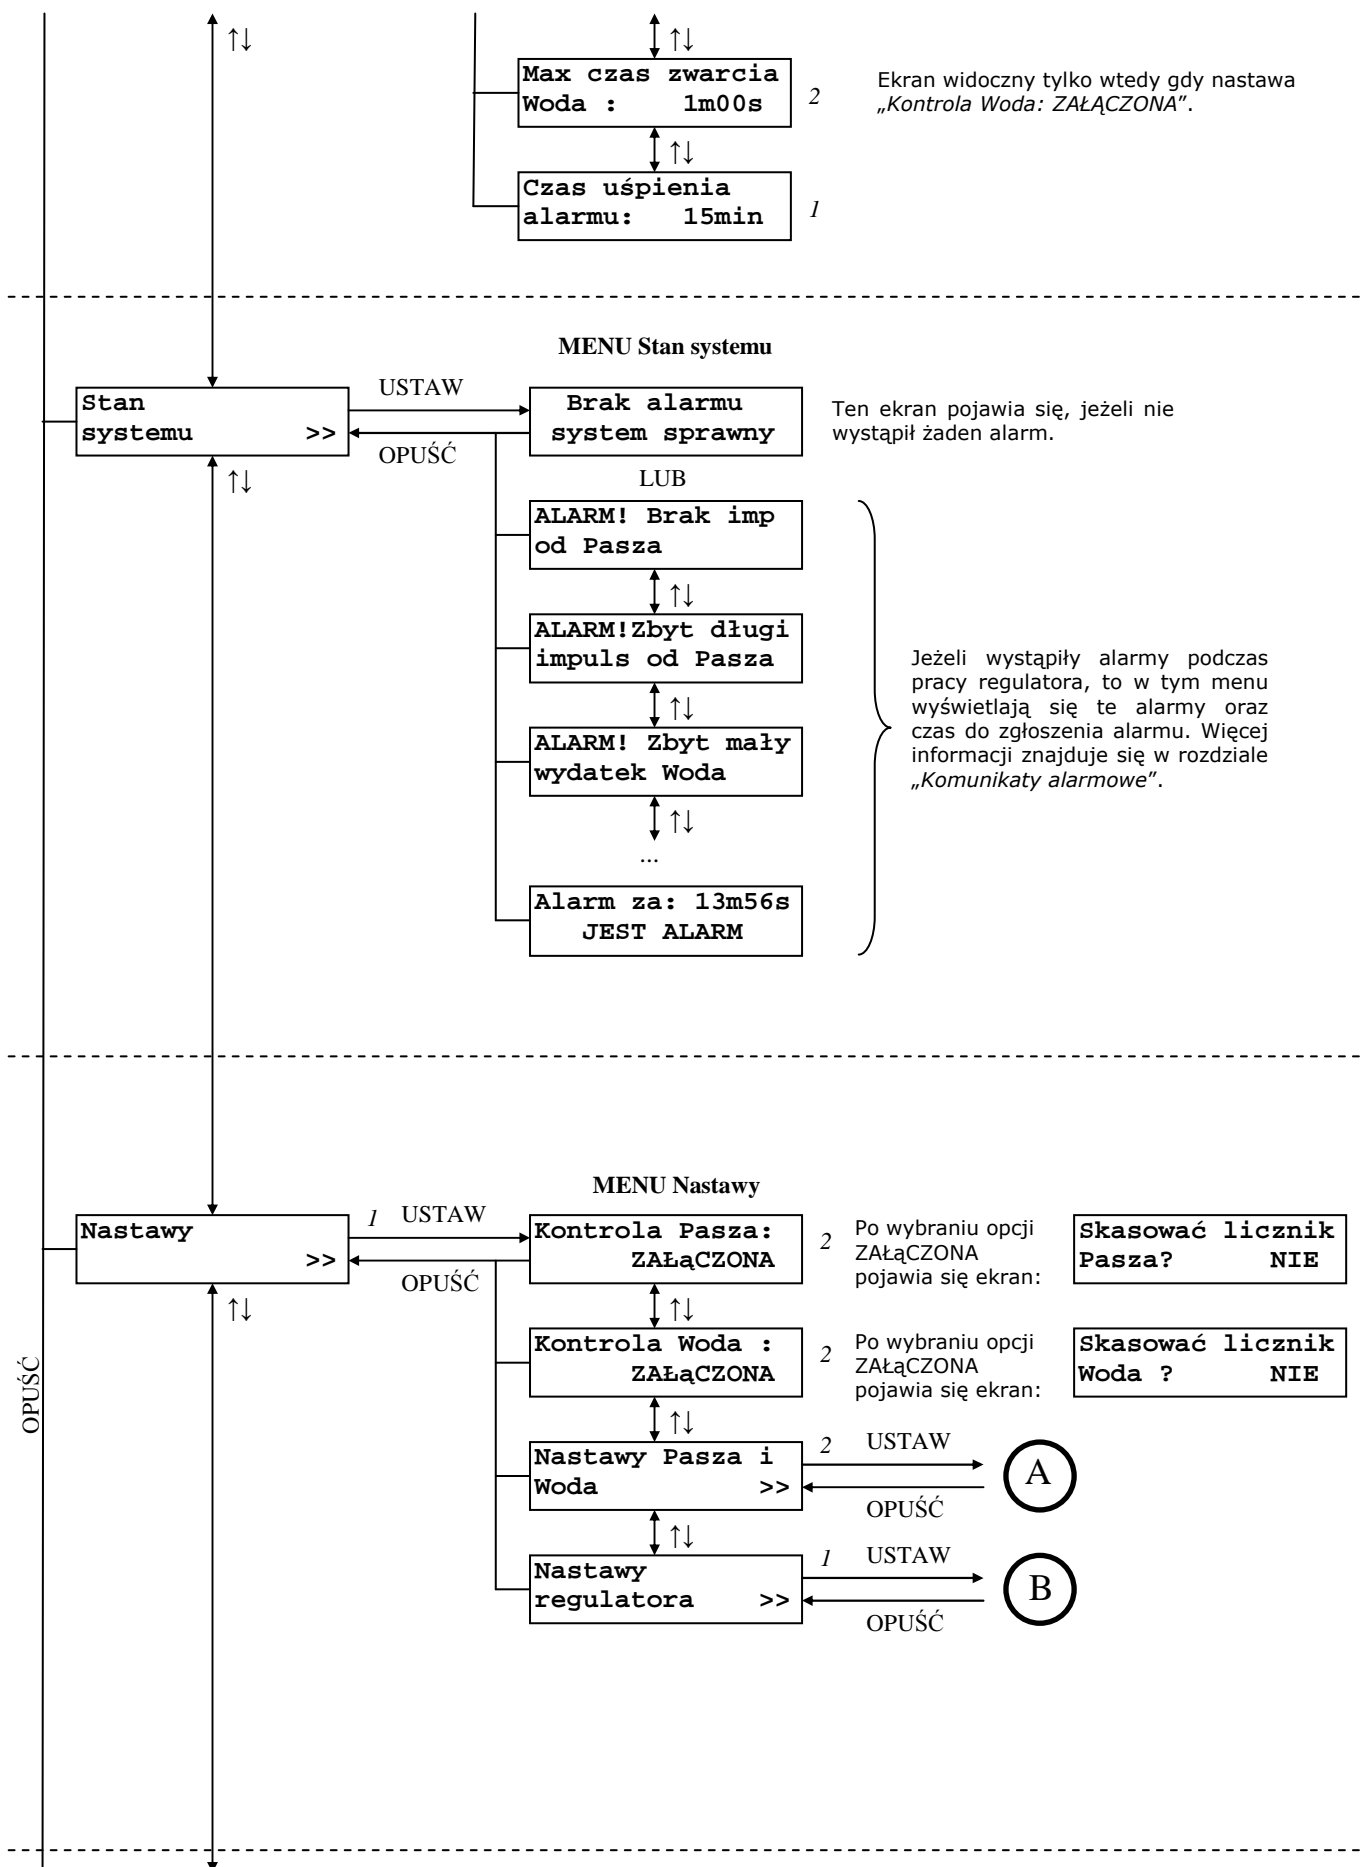 ↑↓
↑↓
Max czas zwarcia
Woda : 1m00s
2
Ekran widoczny tylko wtedy gdy nastawa
„Kontrola Woda: ZAŁĄCZONA”.
↑↓
Czas uśpienia
alarmu: 15min
1
MENU Stan systemu
Stan
systemu >>
USTAW
OPUŚĆ
Brak alarmu
system sprawny
Ten ekran pojawia się, jeżeli nie
wystąpił żaden alarm.
↑↓
LUB
ALARM! Brak imp
od Pasza
↑↓
ALARM!Zbyt długi
impuls od Pasza
↑↓
ALARM! Zbyt mały
wydatek Woda
↑↓
...
Alarm za: 13m56s
JEST ALARM
Jeżeli wystąpiły alarmy podczas
pracy regulatora, to w tym menu
wyświetlają się te alarmy oraz
czas do zgłoszenia alarmu. Więcej
informacji znajduje się w rozdziale
„Komunikaty alarmowe”.
MENU Nastawy
Nastawy
>>
1 USTAW
OPUŚĆ
Kontrola Pasza:
ZAŁąCZONA
2
Po wybraniu opcji
ZAŁąCZONA
pojawia się ekran:
Skasować licznik
Pasza? NIE
↑↓
↑↓
Kontrola Woda :
ZAŁąCZONA
2
Po wybraniu opcji
ZAŁąCZONA
pojawia się ekran:
Skasować licznik
Woda ? NIE
OPUŚĆ
↑↓
Nastawy Pasza i
Woda >>
2 USTAW
OPUŚĆ
A
↑↓
Nastawy
regulatora >>
1 USTAW
OPUŚĆ
B